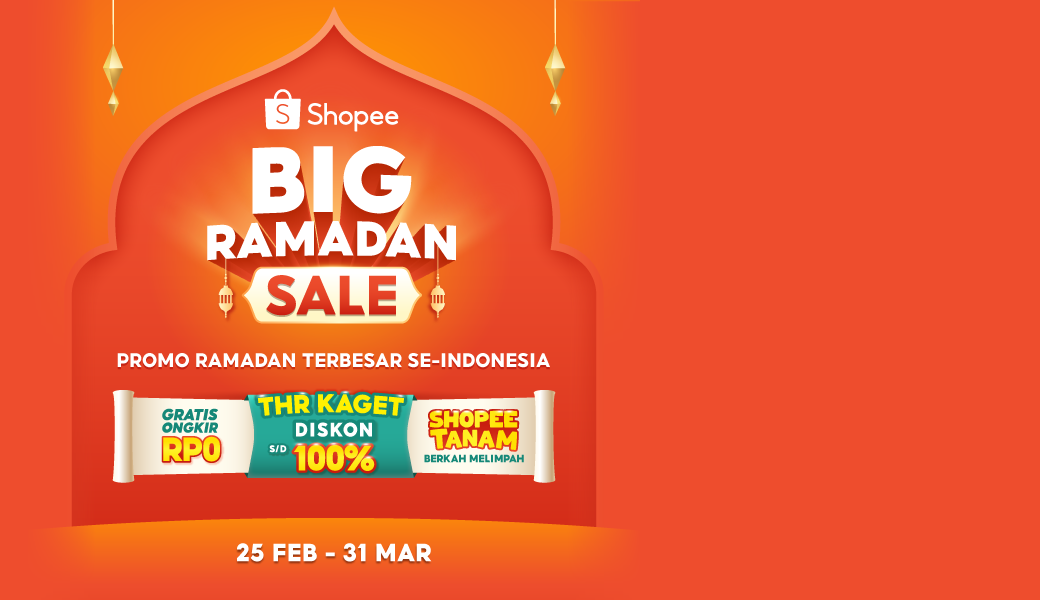 Shopee
BIG
RAMADAN
SALE
PROMO RAMADAN TERBESAR SE-INDONESIA
GRATIS
ONGKIR
RP0
THR KAGET
DISKON
S/D 100%
SHOPEE
TANAM
BERKAH MELIMPAH
25 FEB - 31 MAR